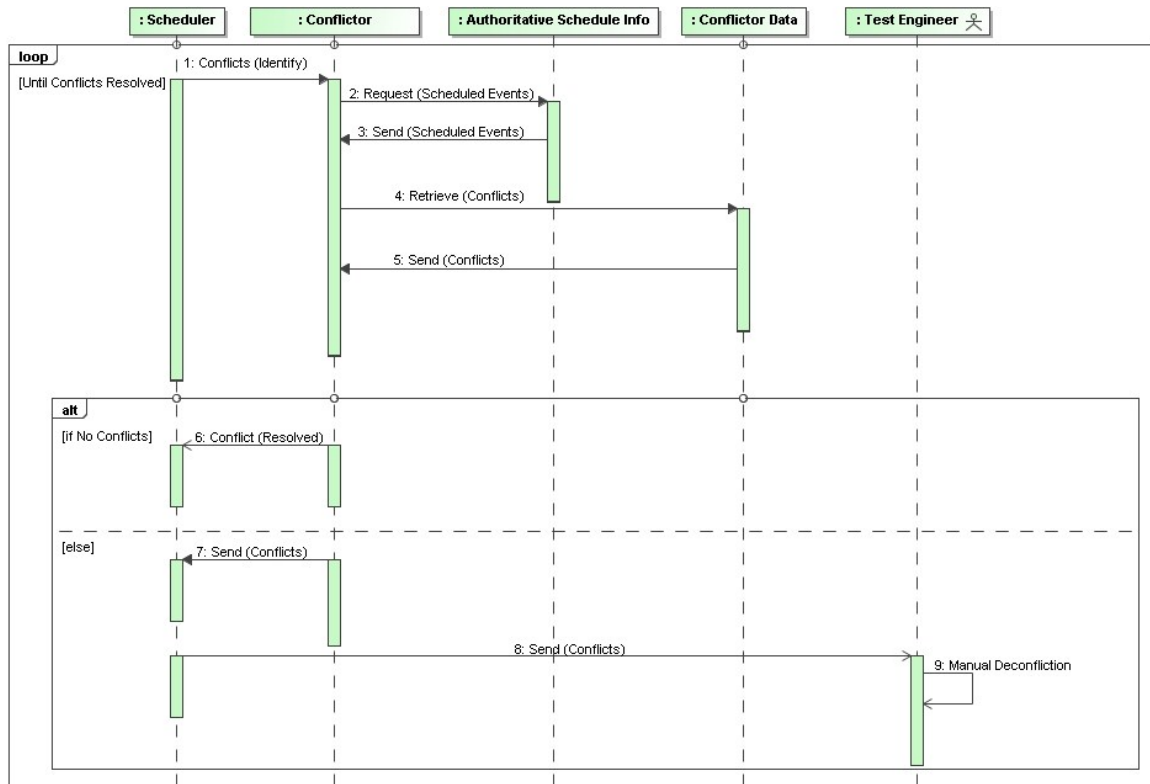 : Scheduler
: Conflictor
: Authoritative Schedule Info
: Conflictor Data
: Test Engineer
loop
[Until Conflicts Resolved]
1: Conflicts (Identify)
2: Request (Scheduled Events)
3: Send (Scheduled Events)
4: Retrieve (Conflicts)
5: Send (Conflicts)
alt
[if No Conflicts]
6: Conflict (Resolved)
[else]
7: Send (Conflicts)
8: Send (Conflicts)
9: Manual Deconfliction